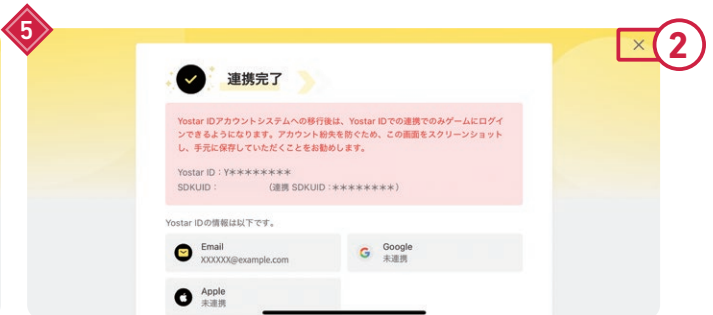 5
2
連携完了
Yostar IDアカウントシステムへの移行後は、Yostar IDでの連携でのみゲームにログイ
ンできるようになります。アカウント紛失を防ぐため、この画面をスクリーンショット
し、手元に保存していただくことをお勧めします。
Yostar ID：Y********
SDKUID： （連携 SDKUID：********）
Yostar IDの情報は以下です。
Email
XXXXXX@example.com
Google
未連携
Apple
未連携